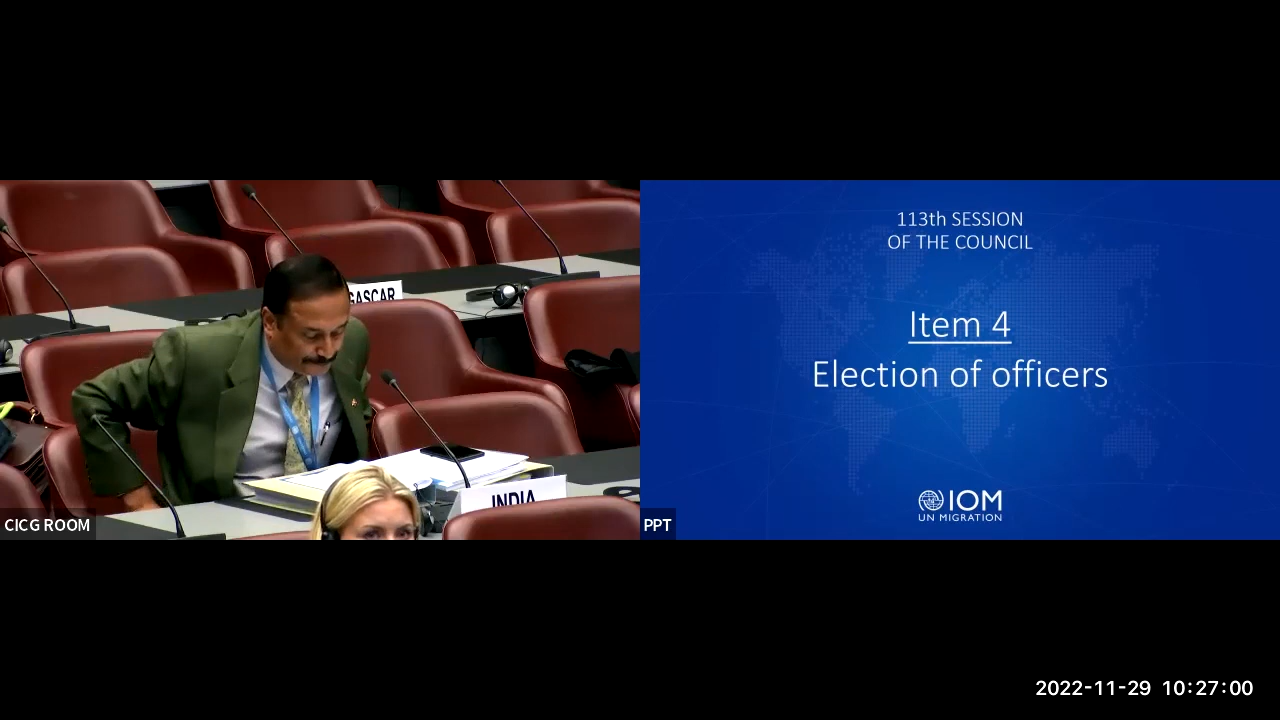 GASCAR
INDIA
CICG ROOM
113th SESSION
OF THE COUNCIL
Item 4
Election of officers
IOM
UN MIGRATION
PPT
2022-11-29 10:27:00